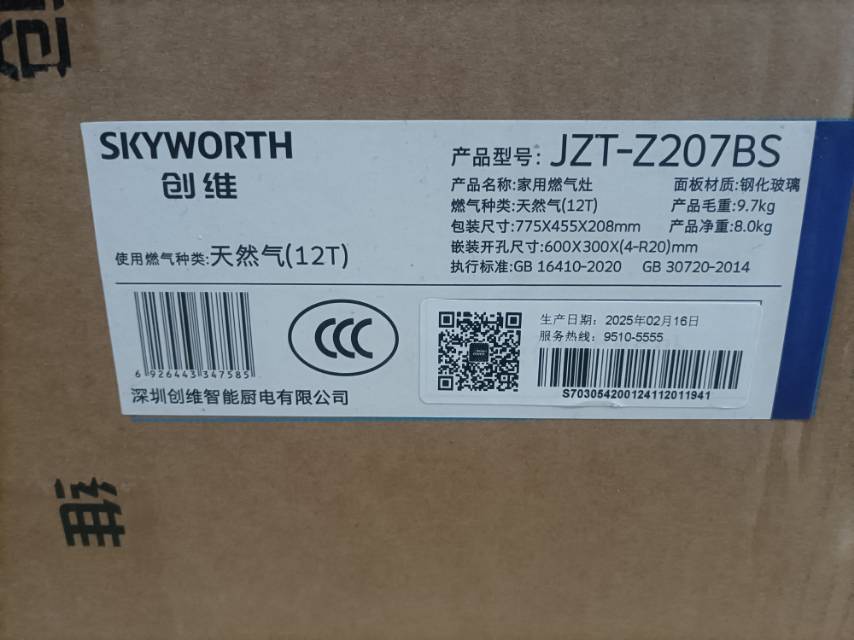 SKYWORTH
创维
使用燃气种类:天然气(12T)
产品型号: JZT-Z207BS
产品名称:家用燃气灶 面板材质:钢化玻璃
燃气种类:天然气(12T) 产品毛重:9.7kg
包装尺寸:775X455X208mm 产品净重:8.0kg
嵌装开孔尺寸:600X300X(4-R20)mm
执行标准:GB 16410-2020 GB 30720-2014
6 926443 347585
CCC
深圳创维智能厨电有限公司
生产日期: 2025年02月16日
服务热线: 9510-5555
S703054200124112011941
维